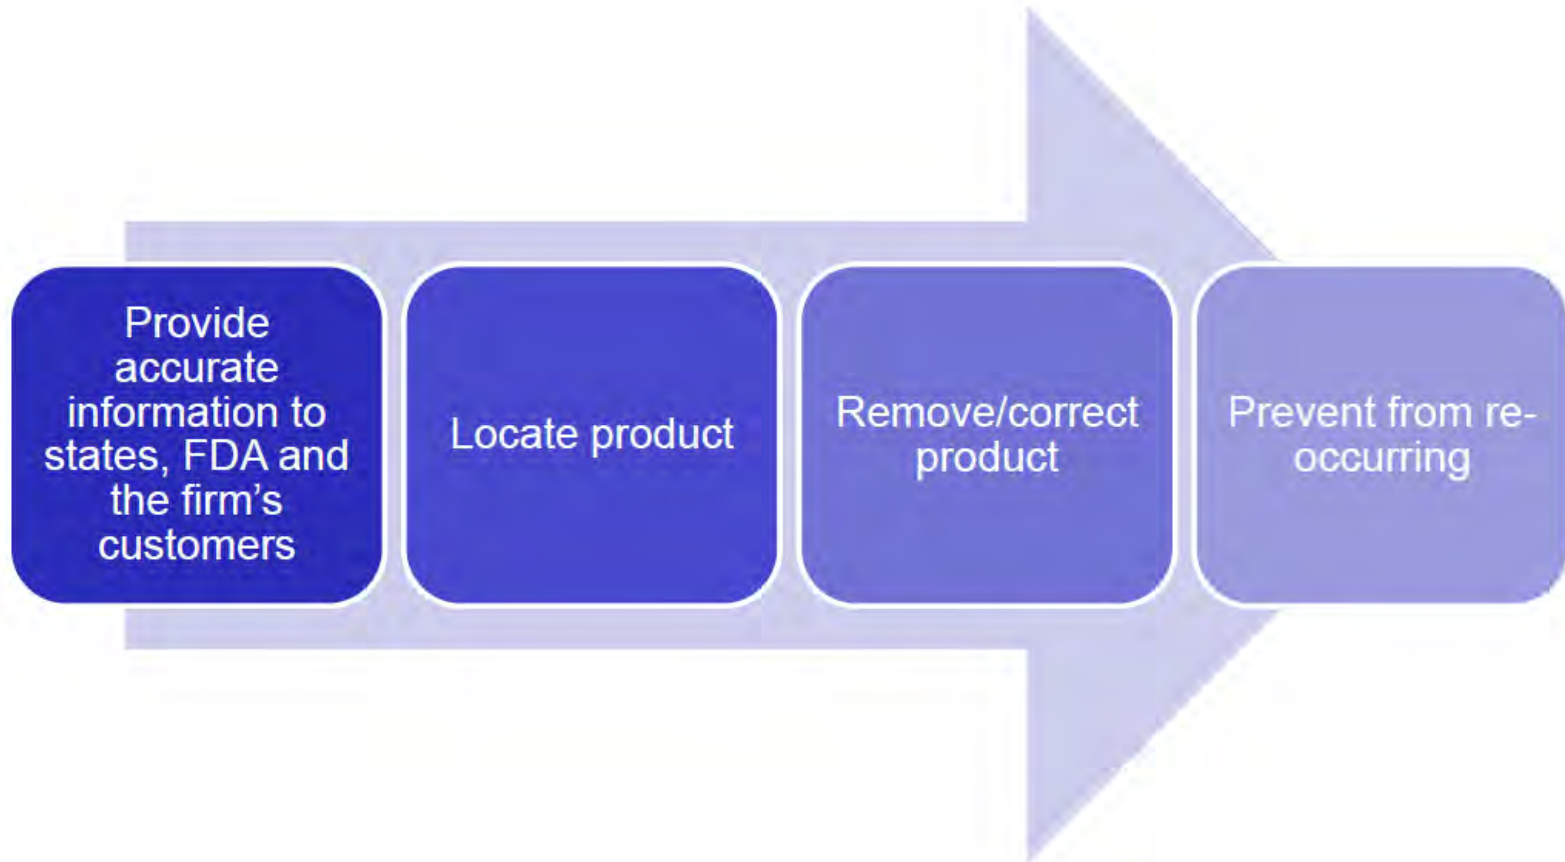 Provide
accurate
information to
states, FDA and
the firm's
customers
Locate product
Remove/correct
product
Prevent from re-
occurring